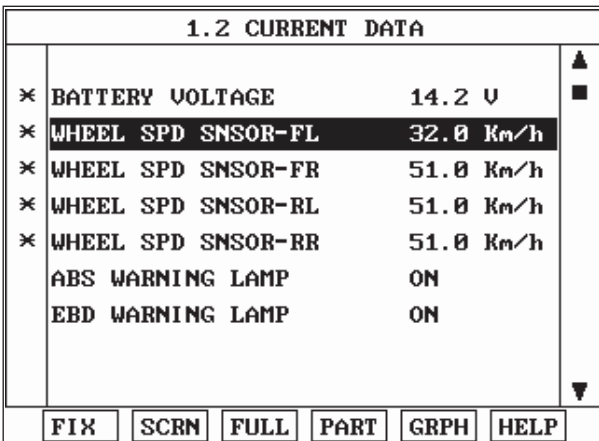 1.2 CURRENT DATA
× BATTERY VOLTAGE 14.2 V
× WHEEL SPD SNSOR-FL 32.0 Km/h
× WHEEL SPD SNSOR-FR 51.0 Km/h
× WHEEL SPD SNSOR-RL 51.0 Km/h
× WHEEL SPD SNSOR-RR 51.0 Km/h
ABS WARNING LAMP ON
EBD WARNING LAMP ON
FIX SCRN FULL PART GRPH HELP